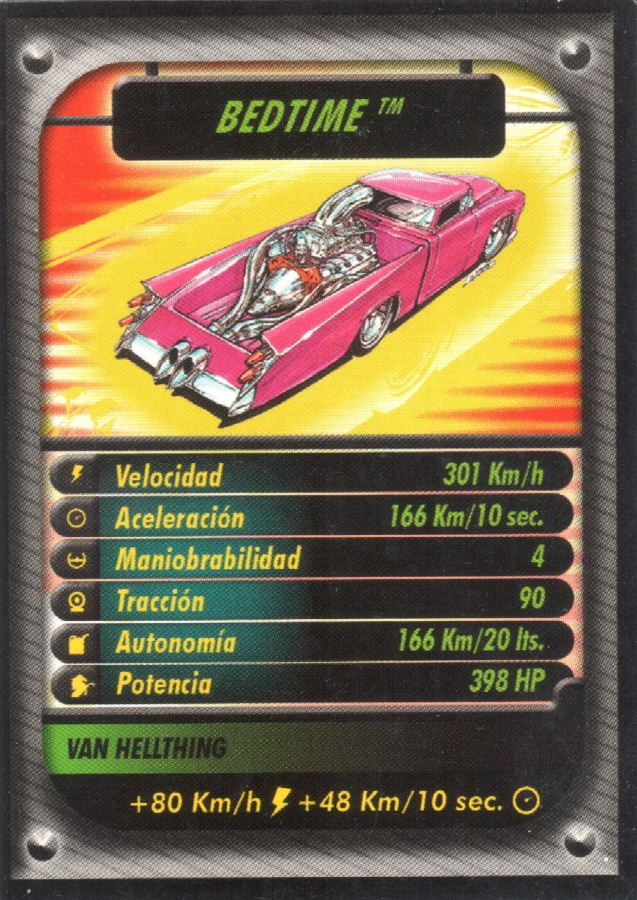 BEDTIME ™
Velocidad 301 Km/h
Aceleración 166 Km/10 sec.
Maniobrabilidad 4
Tracción 90
Autonomía 166 Km/20 lts.
Potencia 398 HP
VAN HELLTHING
+80 Km/h +48 Km/10 sec.